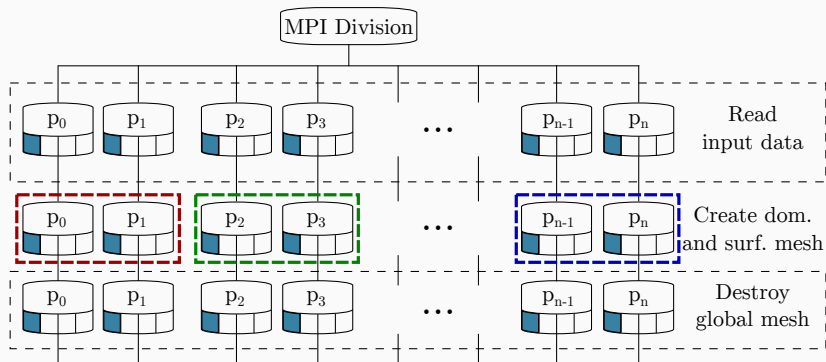 MPI Division
p0 p1 p2 p3 ... pn-1 pn Read
input data
p0 p1 p2 p3 ... pn-1 pn Create dom.
and surf. mesh
p0 p1 p2 p3 ... pn-1 pn Destroy
global mesh